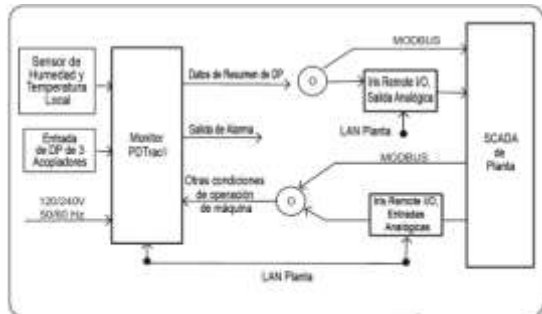 Sensor de
Humedad y
Temperatura
Local
Entrada
de DP de 3
Acopladores
120/240V
50/60 Hz
Monitor
PDTracII
Datos de Resumen de DP
Salida de Alarma
Otras condiciones
de operación
de máquina
MODBUS
Iris Remote I/O,
Salida Analógica
LAN Planta
MODBUS
Iris Remote I/O,
Entradas
Analógicas
LAN Planta
SCADA
de
Planta